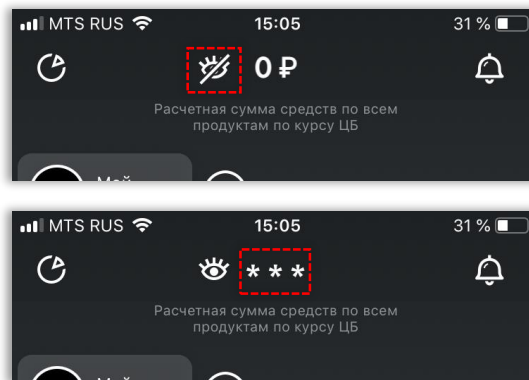 MTS RUS 15:05 31 %
0 ₽
Расчетная сумма средств по всем
продуктам по курсу ЦБ
Мой
MTS RUS 15:05 31 %
* * *
Расчетная сумма средств по всем
продуктам по курсу ЦБ